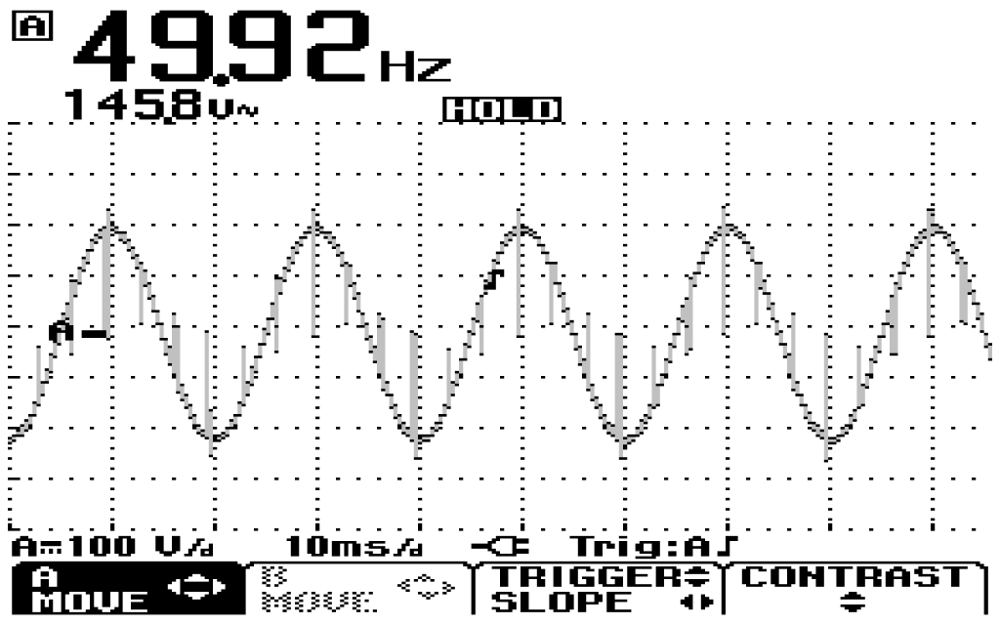 A 49.92 Hz
145.8 V~
HOLD
A
A⎓100 V/d 10ms/d Trig:A∫
A MOVE B MOVE TRIGGER SLOPE CONTRAST